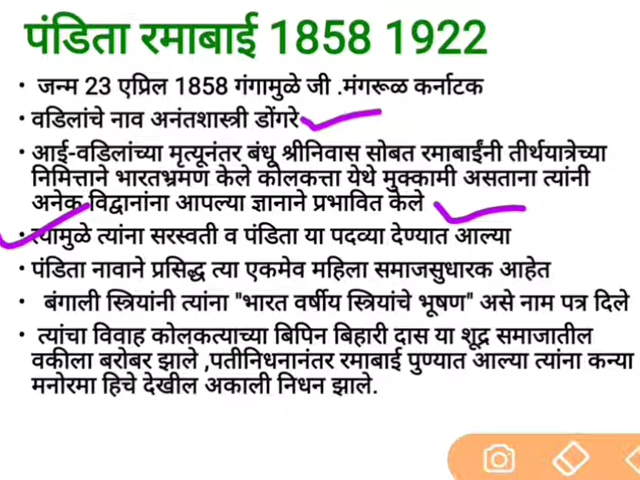 पंडिता रमाबाई 1858 1922
• जन्म 23 एप्रिल 1858 गंगामुळे जी .मंगरूळ कर्नाटक
• वडिलांचे नाव अनंतशास्त्री डोंगरे
• आई-वडिलांच्या मृत्यूनंतर बंधू श्रीनिवास सोबत रमाबाईंनी तीर्थयात्रेच्या
निमित्ताने भारतभ्रमण केले कोलकत्ता येथे मुक्कामी असताना त्यांनी
अनेक विद्वानांना आपल्या ज्ञानाने प्रभावित केले
• त्यामुळे त्यांना सरस्वती व पंडिता या पदव्या देण्यात आल्या
• पंडिता नावाने प्रसिद्ध त्या एकमेव महिला समाजसुधारक आहेत
• बंगाली स्त्रियांनी त्यांना "भारत वर्षीय स्त्रियांचे भूषण" असे नाम पत्र दिले
• त्यांचा विवाह कोलकत्याच्या बिपिन बिहारी दास या शूद्र समाजातील
वकीला बरोबर झाले ,पतीनिधनानंतर रमाबाई पुण्यात आल्या त्यांना कन्या
मनोरमा हिचे देखील अकाली निधन झाले.